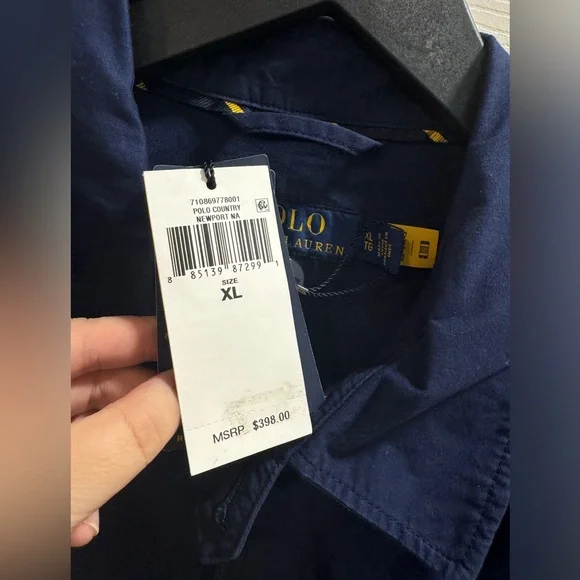 710869778001
POLO COUNTRY
NEWPORT NA
8 85139 87299 1
SIZE
XL
MSRP $398.00
OLO
LAUREN
XL
TG